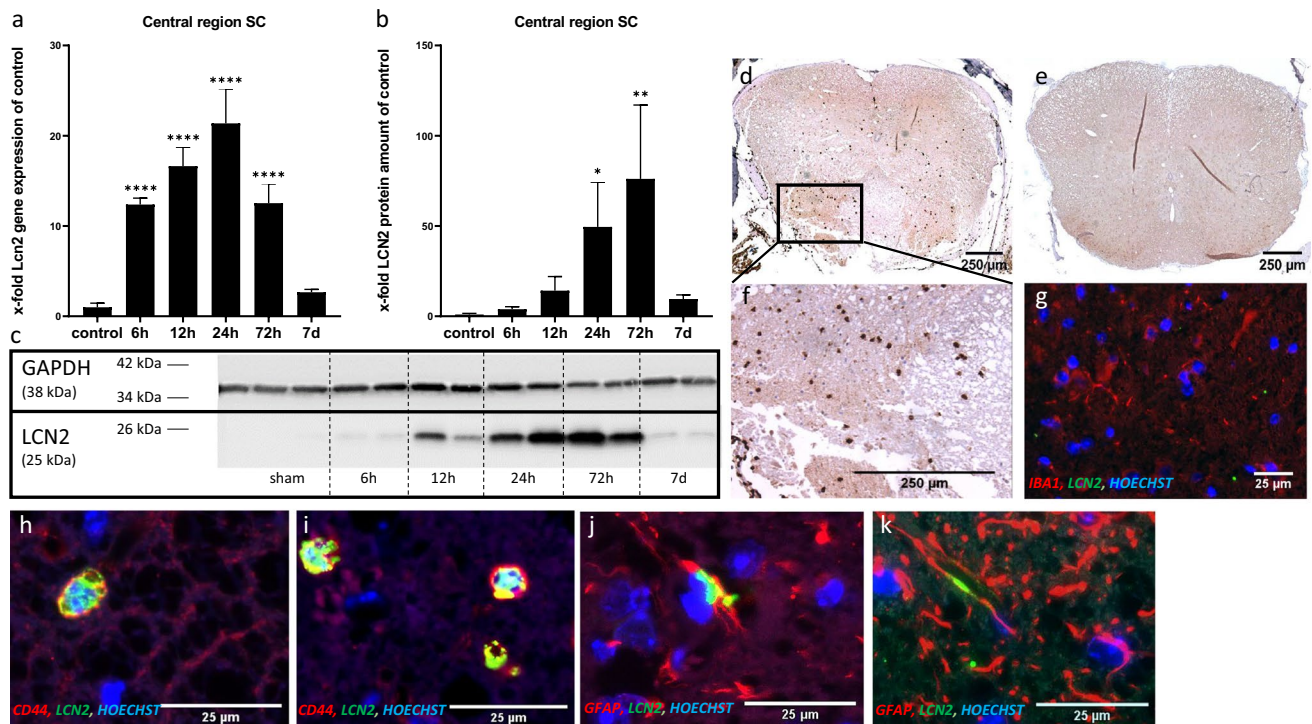 a
Central region SC
x-fold Lcn2 gene expression of control
30
20
10
0
****
****
****
****
control 6h 12h 24h 72h 7d
b
Central region SC
x-fold LCN2 protein amount of control
150
100
50
0
*
**
control 6h 12h 24h 72h 7d
c
GAPDH
(38 kDa)
42 kDa
34 kDa
LCN2
(25 kDa)
26 kDa
sham 6h 12h 24h 72h 7d
d
250 µm
e
250 µm
f
250 µm
g
IBA1, LCN2, HOECHST
25 µm
h
CD44, LCN2, HOECHST
25 µm
i
CD44, LCN2, HOECHST
25 µm
j
GFAP, LCN2, HOECHST
25 µm
k
GFAP, LCN2, HOECHST
25 µm